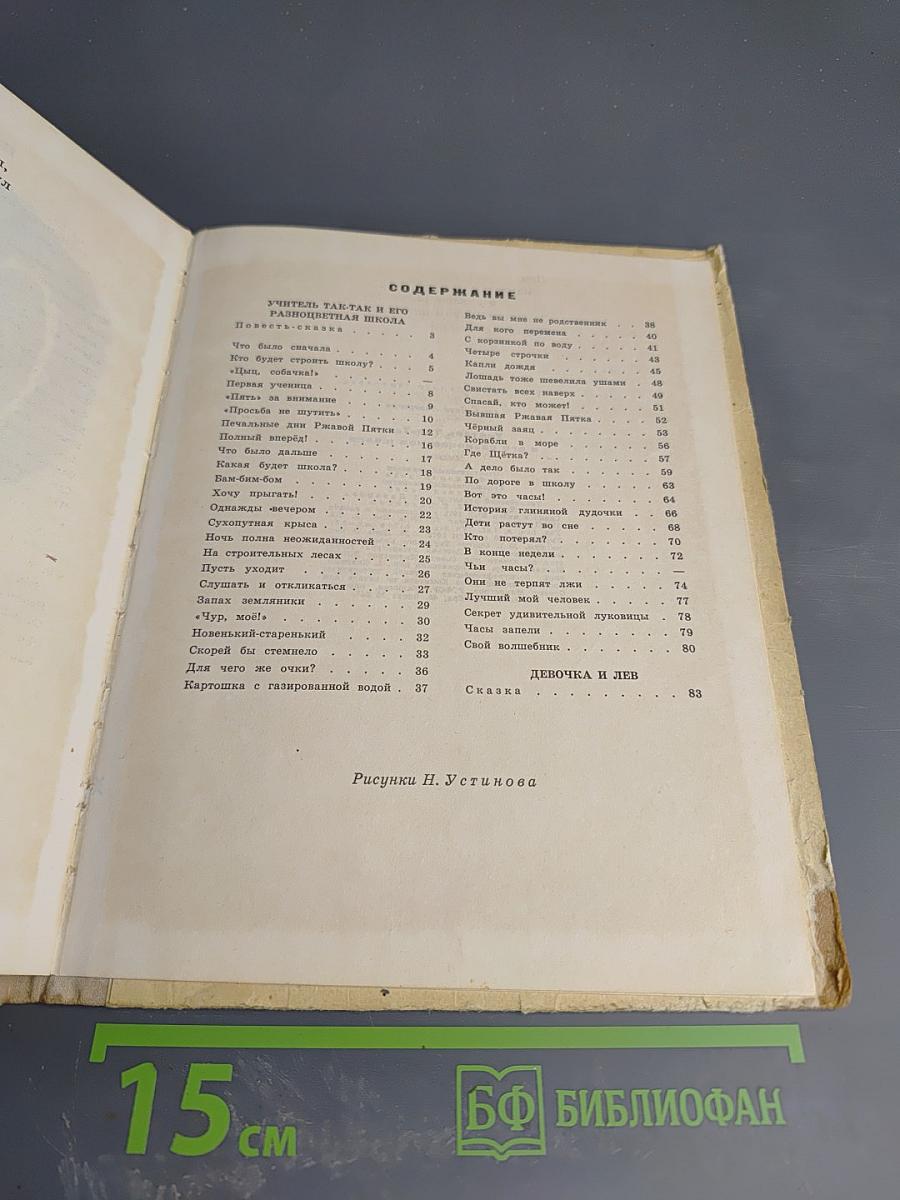 СОДЕРЖАНИЕ
УЧИТЕЛЬ ТАК-ТАК И ЕГО
РАЗНОЦВЕТНАЯ ШКОЛА
Повесть-сказка . . . . . 3
Что было сначала . . . . . . 4
Кто будет строить школу? . . . 5
«Цыц, собачка!» . . . . . . —
Первая ученица . . . . . . . 8
«Пять» за внимание . . . . . 9
«Просьба не шутить» . . . . . 10
Печальные дни Ржавой Пятки . 12
Полный вперёд! . . . . . . . 16
Что было дальше . . . . . . 17
Какая будет школа? . . . . . 18
Бам-бим-бом . . . . . . . . 19
Хочу прыгать! . . . . . . . 20
Однажды вечером . . . . . . 22
Сухопутная крыса . . . . . . 23
Ночь полна неожиданностей . . 24
На строительных лесах . . . . 25
Пусть уходит . . . . . . . 26
Слушать и откликаться . . . . 27
Запах земляники . . . . . . 29
«Чур, моё!» . . . . . . . . 30
Новенький-старенький . . . . 32
Скорей бы стемнело . . . . . 33
Для чего же очки? . . . . . 36
Картошка с газированной водой . 37
Ведь вы мне не родственник . . 38
Для кого перемена . . . . . 40
С корзинкой по воду . . . . . 41
Четыре строчки . . . . . . 43
Капли дождя . . . . . . . 45
Лошадь тоже шевелила ушами . 48
Свистать всех наверх . . . . . 49
Спасай, кто может! . . . . . 51
Бывшая Ржавая Пятка . . . . 52
Чёрный заяц . . . . . . . . 53
Корабли в море . . . . . . . 56
Где Щётка? . . . . . . . . 57
А дело было так . . . . . . 59
По дороге в школу . . . . . 63
Вот это часы! . . . . . . . 64
История глиняной дудочки . . 66
Дети растут во сне . . . . . 68
Кто потерял? . . . . . . . 70
В конце недели . . . . . . . 72
Чьи часы? . . . . . . . . —
Они не терпят лжи . . . . . 74
Лучший мой человек . . . . . 77
Секрет удивительной луковицы . 78
Часы запели . . . . . . . . 79
Свой волшебник . . . . . . . 80
ДЕВОЧКА И ЛЕВ
Сказка . . . . . . . . . 83
Рисунки Н. Устинова
15 см
БФ БИБЛИОФАН